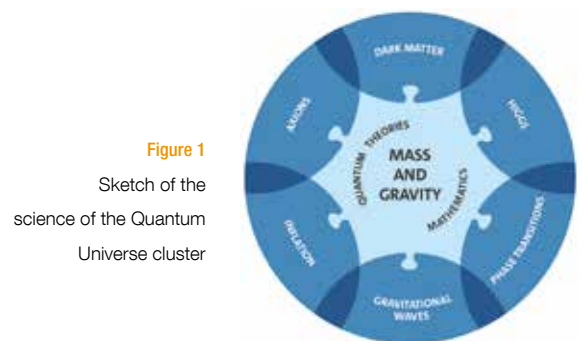 Figure 1
Sketch of the
science of the Quantum
Universe cluster
DARK MATTER
HIGGS
PHASE TRANSITIONS
GRAVITATIONAL
WAVES
INFLATION
AXIONS
QUANTUM THEORIES
MASS
AND
GRAVITY
MATHEMATICS